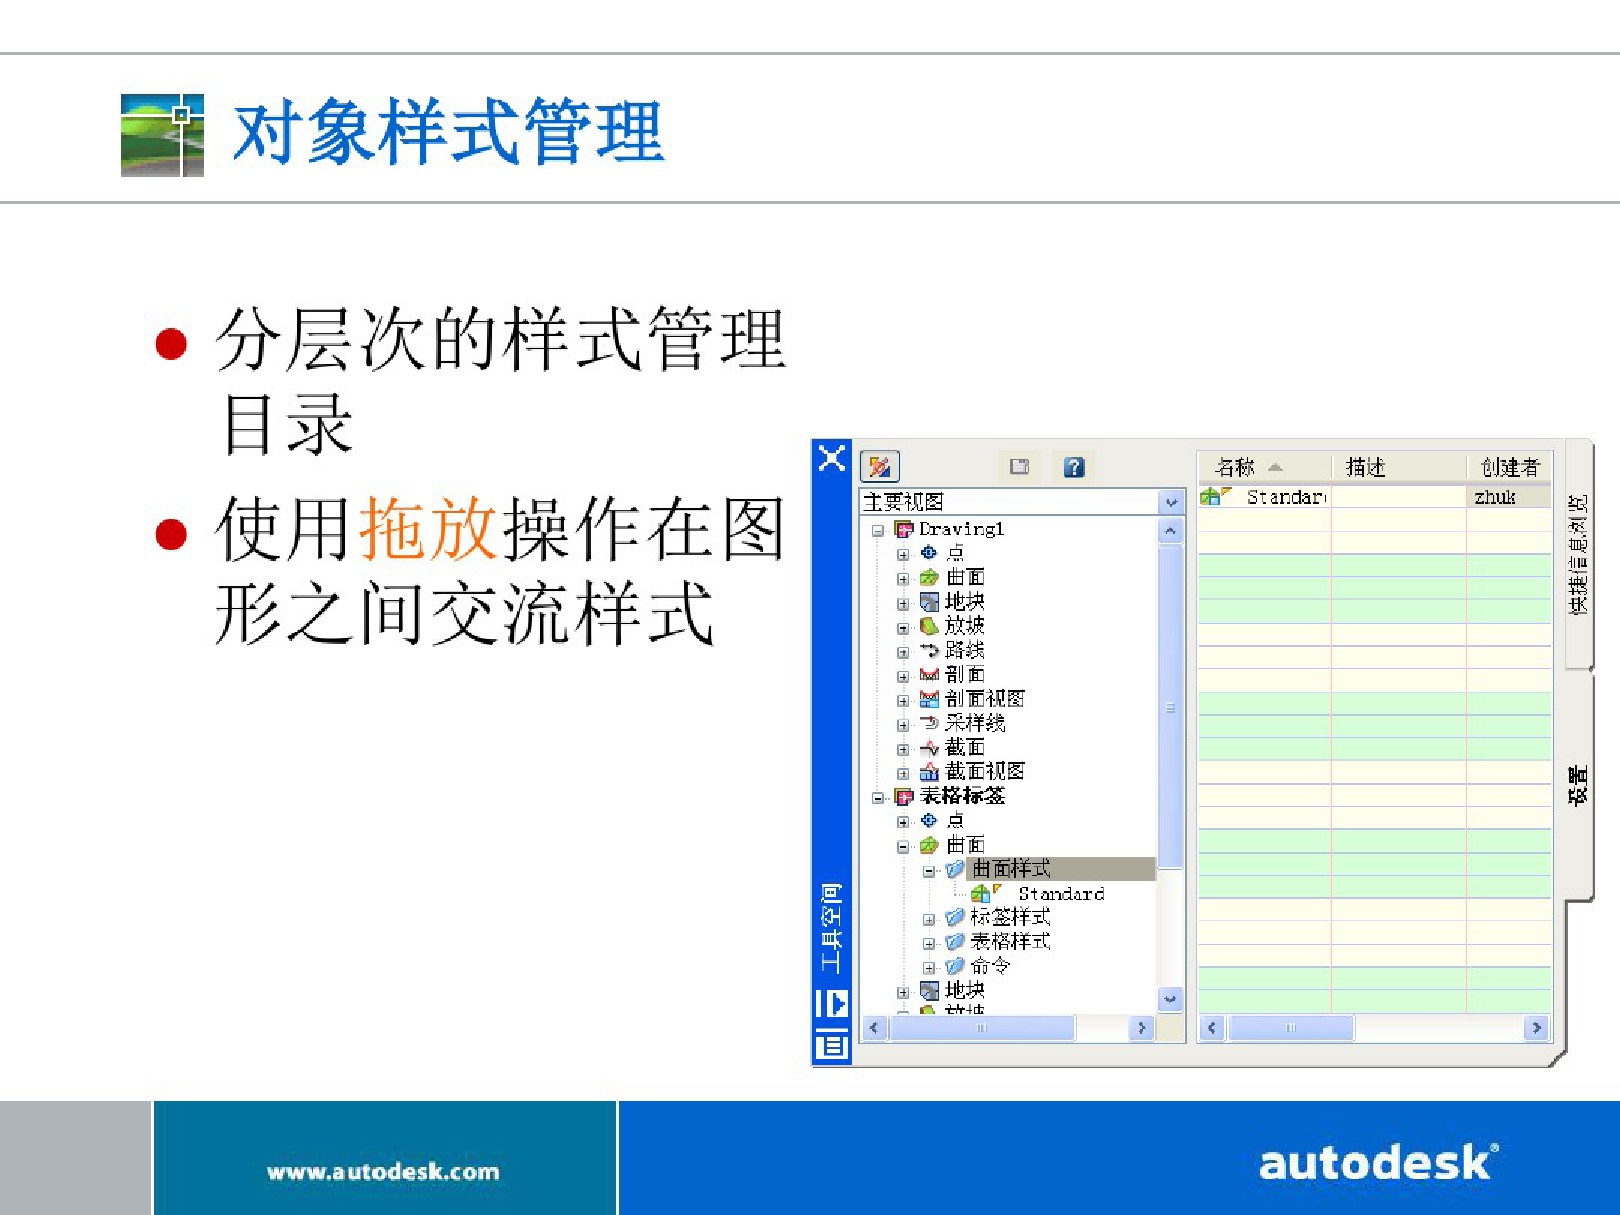 对象样式管理
分层次的样式管理
目录
使用拖放操作在图
形之间交流样式
主要视图
Drawing1
点
曲面
地块
放坡
路线
剖面
剖面视图
采样线
截面
截面视图
表格标签
点
曲面
曲面样式
Standard
标签样式
表格样式
命令
地块
放坡
名称 描述 创建者
Standar zhuk
快捷信息浏览
设置
工具空间
www.autodesk.com
autodesk®